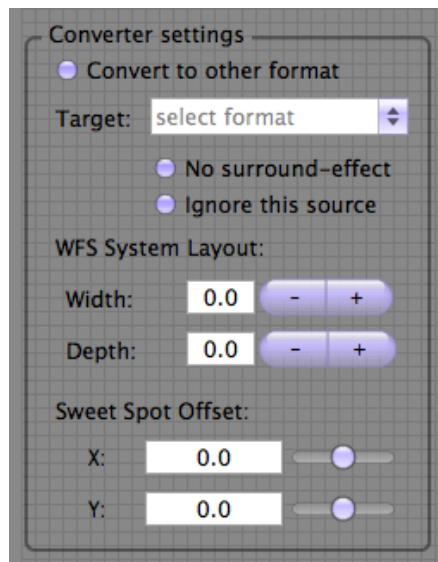 Converter settings
Convert to other format
Target: select format
No surround-effect
Ignore this source
WFS System Layout:
Width: 0.0 - +
Depth: 0.0 - +
Sweet Spot Offset:
X: 0.0
Y: 0.0